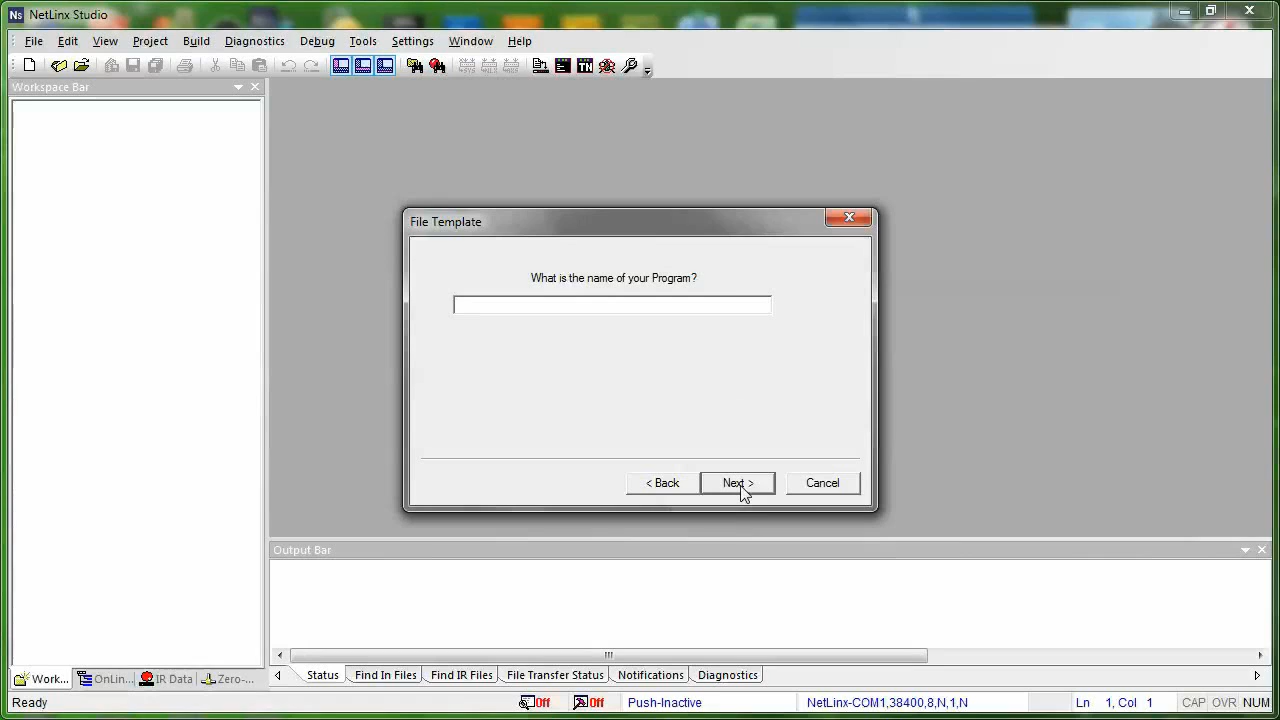 NetLinx Studio
File Edit View Project Build Diagnostics Debug Tools Settings Window Help
Workspace Bar
File Template
What is the name of your Program?
< Back Next > Cancel
Output Bar
Work... OnLin... IR Data Zero-...
Status Find In Files Find IR Files File Transfer Status Notifications Diagnostics
Ready Off Off Push-Inactive NetLinx-COM1,38400,8,N,1,N Ln 1, Col 1 CAP OVR NUM